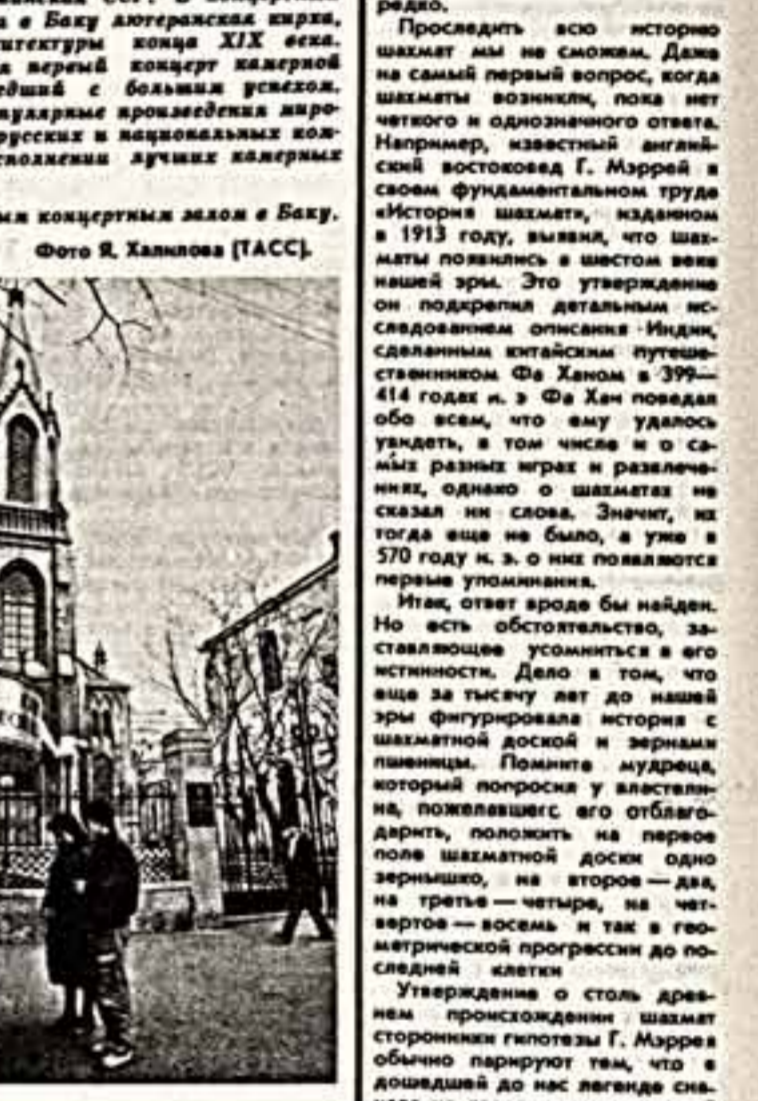 в Баку лютеранская кирха,
архитектуры конца XIX века.
первый концерт камерной
с большим успехом.
популярные произведения миро-
русских и национальных ком-
исполнении лучших камерных
концертным залом в Баку.
Фото Я. Халилова (ТАСС).
редко.
Проследить всю историю
шахмат мы не сможем. Даже
на самый первый вопрос, когда
шахматы возникли, пока нет
четкого и однозначного ответа.
Например, известный англий-
ский востоковед Г. Мэррей в
своем фундаментальном труде
«История шахмат», изданном
в 1913 году, выявил, что шах-
маты появились в шестом веке
нашей эры. Это утверждение
он подкрепил детальным ис-
следованием описания Индии,
сделанным китайским путеше-
ственником Фа Ханом в 399—
414 годах н. э Фа Хан поведал
обо всем, что ему удалось
увидеть, в том числе и о са-
мых разных играх и развлече-
ниях, однако о шахматах не
сказал ни слова. Значит, их
тогда еще не было, а уже в
570 году н. э. о них появляются
первые упоминания.
Итак, ответ вроде бы найден.
Но есть обстоятельство, за-
ставляющее усомниться в его
истинности. Дело в том, что
еще за тысячу лет до нашей
эры фигурировала история с
шахматной доской и зернами
пшеницы. Помните мудреца,
который попросил у властели-
на, пожелавшегс его отблаго-
дарить, положить на первое
поле шахматной доски одно
зернышко, на второе — два,
на третье — четыре, на чет-
вертое — восемь и так в гео-
метрической прогрессии до по-
следней клетки
Утверждение о столь древ-
нем происхождении шахмат
сторонники гипотезы Г. Мэррея
обычно парируют тем, что в
дошедшей до нас легенде сна-